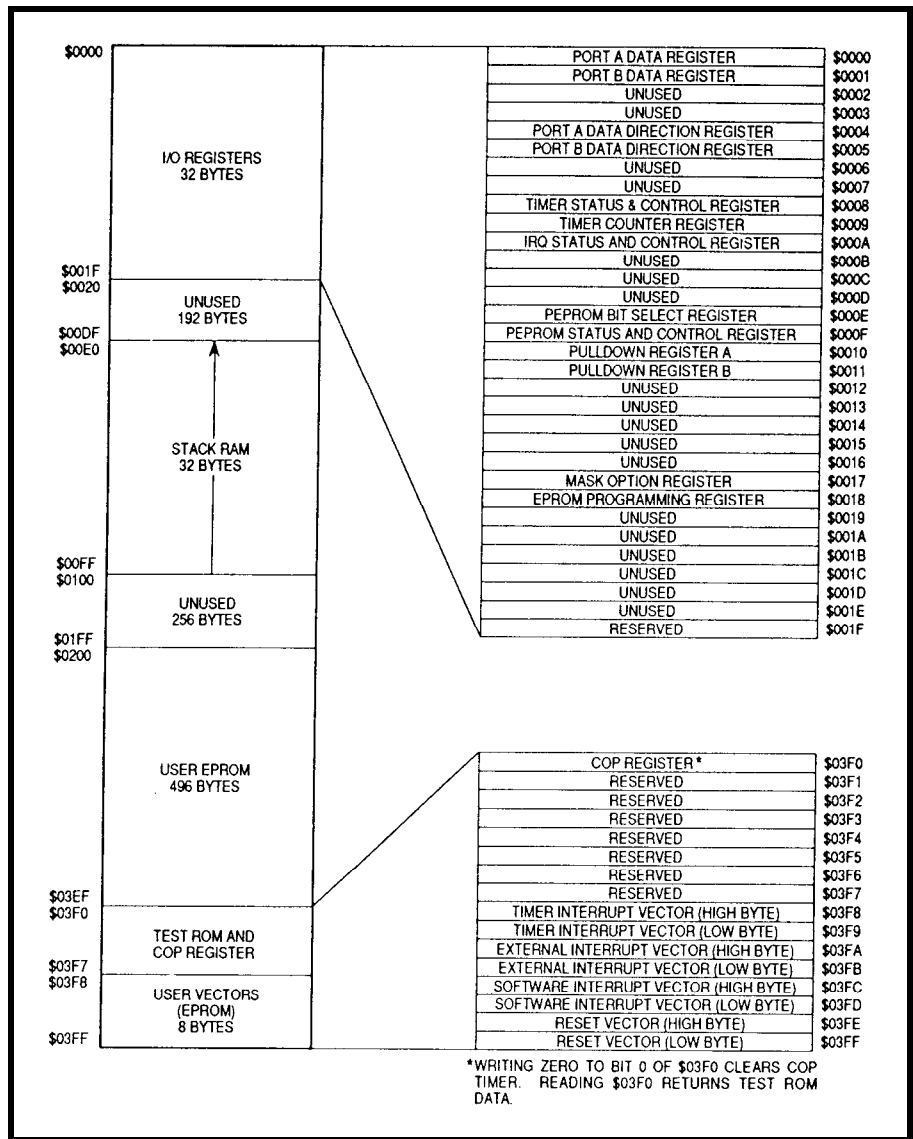 $0000
I/O REGISTERS
32 BYTES
$001F
$0020
UNUSED
192 BYTES
$00DF
$00E0
STACK RAM
32 BYTES
$00FF
$0100
UNUSED
256 BYTES
$01FF
$0200
USER EPROM
496 BYTES
$03EF
$03F0
TEST ROM AND
COP REGISTER
$03F7
$03F8
USER VECTORS
(EPROM)
8 BYTES
$03FF
PORT A DATA REGISTER $0000
PORT B DATA REGISTER $0001
UNUSED $0002
UNUSED $0003
PORT A DATA DIRECTION REGISTER $0004
PORT B DATA DIRECTION REGISTER $0005
UNUSED $0006
UNUSED $0007
TIMER STATUS & CONTROL REGISTER $0008
TIMER COUNTER REGISTER $0009
IRQ STATUS AND CONTROL REGISTER $000A
UNUSED $000B
UNUSED $000C
UNUSED $000D
PEPROM BIT SELECT REGISTER $000E
PEPROM STATUS AND CONTROL REGISTER $000F
PULLDOWN REGISTER A $0010
PULLDOWN REGISTER B $0011
UNUSED $0012
UNUSED $0013
UNUSED $0014
UNUSED $0015
UNUSED $0016
MASK OPTION REGISTER $0017
EPROM PROGRAMMING REGISTER $0018
UNUSED $0019
UNUSED $001A
UNUSED $001B
UNUSED $001C
UNUSED $001D
UNUSED $001E
RESERVED $001F
COP REGISTER* $03F0
RESERVED $03F1
RESERVED $03F2
RESERVED $03F3
RESERVED $03F4
RESERVED $03F5
RESERVED $03F6
RESERVED $03F7
TIMER INTERRUPT VECTOR (HIGH BYTE) $03F8
TIMER INTERRUPT VECTOR (LOW BYTE) $03F9
EXTERNAL INTERRUPT VECTOR (HIGH BYTE) $03FA
EXTERNAL INTERRUPT VECTOR (LOW BYTE) $03FB
SOFTWARE INTERRUPT VECTOR (HIGH BYTE) $03FC
SOFTWARE INTERRUPT VECTOR (LOW BYTE) $03FD
RESET VECTOR (HIGH BYTE) $03FE
RESET VECTOR (LOW BYTE) $03FF
*WRITING ZERO TO BIT 0 OF $03F0 CLEARS COP
TIMER. READING $03F0 RETURNS TEST ROM
DATA.